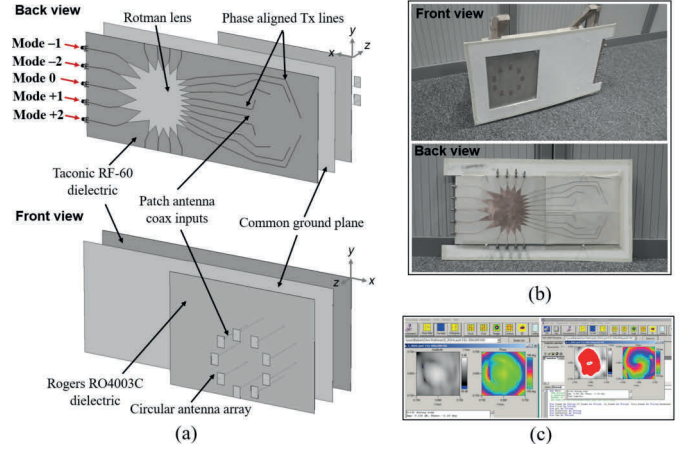 Back view
Rotman lens
Phase aligned Tx lines
Mode –1
Mode –2
Mode 0
Mode +1
Mode +2
y
x
z
Taconic RF-60
dielectric
Patch antenna
coax inputs
Common ground plane
Front view
y
x
z
Rogers RO4003C
dielectric
Circular antenna array
(a)
Front view
Back view
(b)
(c)